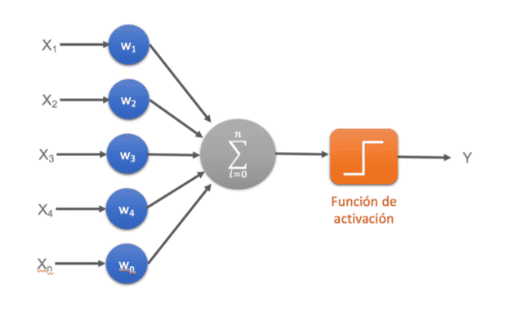 X₁ w₁
X₂ w₂
X₃ w₃
X₄ w₄
Xₙ wₙ
n
∑
i=0
Función de
activación
Y